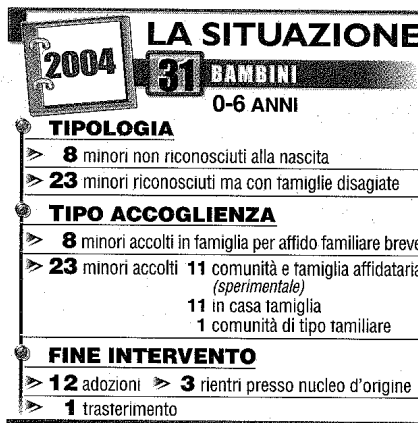 LA SITUAZIONE
2004
31 BAMBINI
0-6 ANNI
TIPOLOGIA
8 minori non riconosciuti alla nascita
23 minori riconosciuti ma con famiglie disagiate
TIPO ACCOGLIENZA
8 minori accolti in famiglia per affido familiare breve
23 minori accolti 11 comunità e famiglia affidataria
(sperimentale)
11 in casa famiglia
1 comunità di tipo familiare
FINE INTERVENTO
12 adozioni 3 rientri presso nucleo d'origine
1 trasferimento